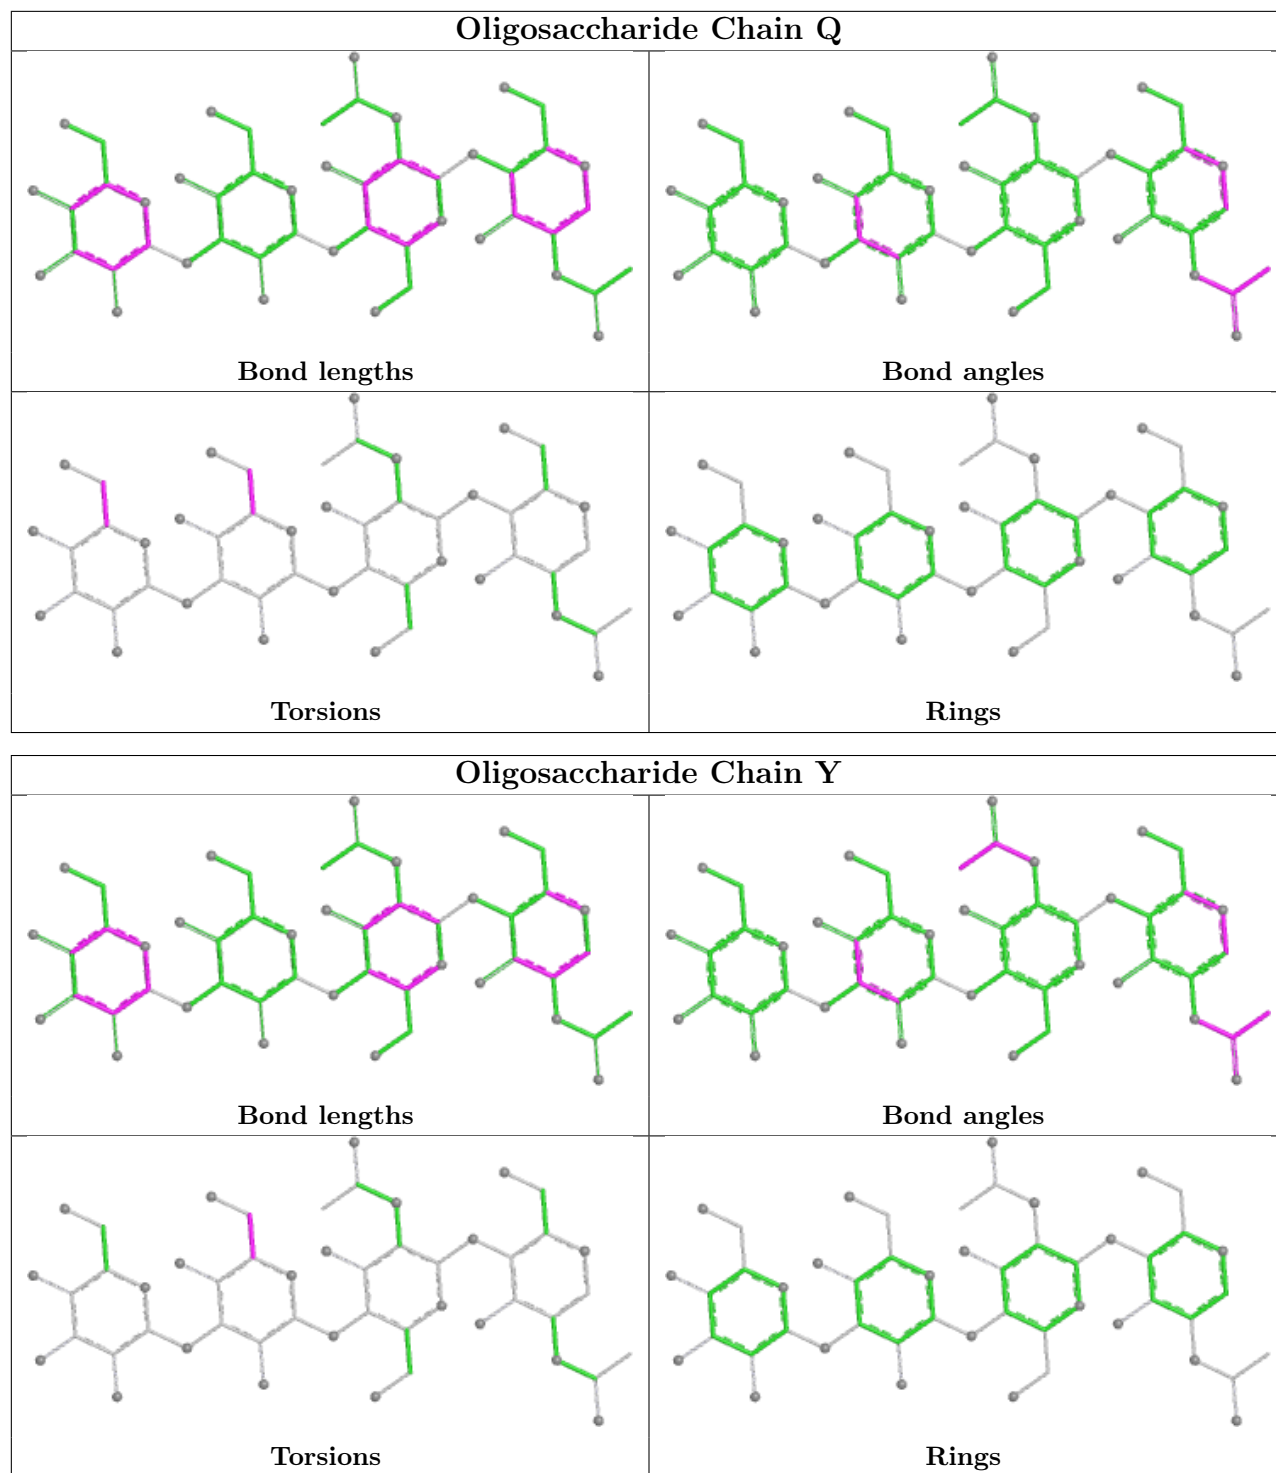 Oligosaccharide Chain Q
Bond lengths
Bond angles
Torsions
Rings
Oligosaccharide Chain Y
Bond lengths
Bond angles
Torsions
Rings